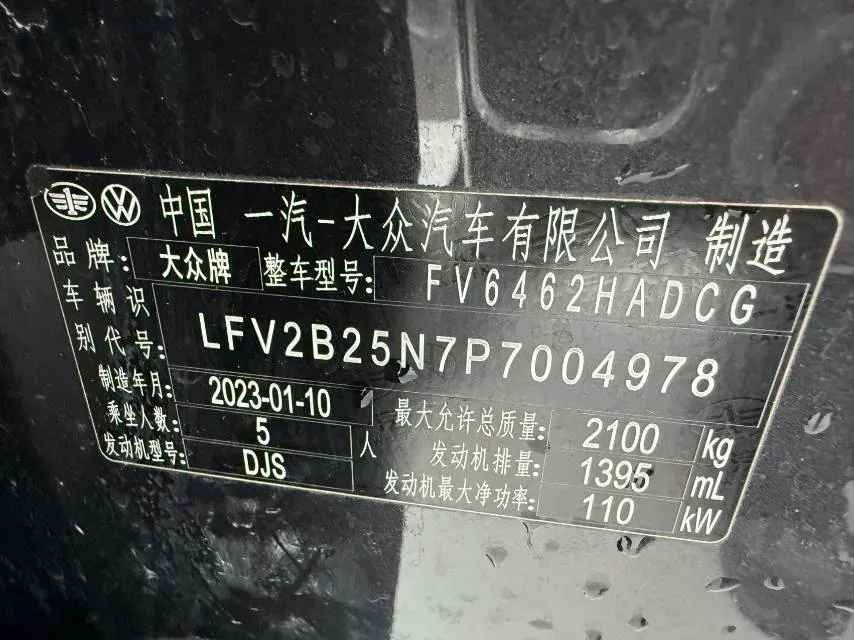 中国 一汽-大众汽车有限公司 制造
品牌: 大众牌 整车型号: FV6462HADCG
车辆识别代号: LFV2B25N7P7004978
制造年月: 2023-01-10
乘坐人数: 5 人
发动机型号: DJS
最大允许总质量: 2100 kg
发动机排量: 1395 mL
发动机最大净功率: 110 kW